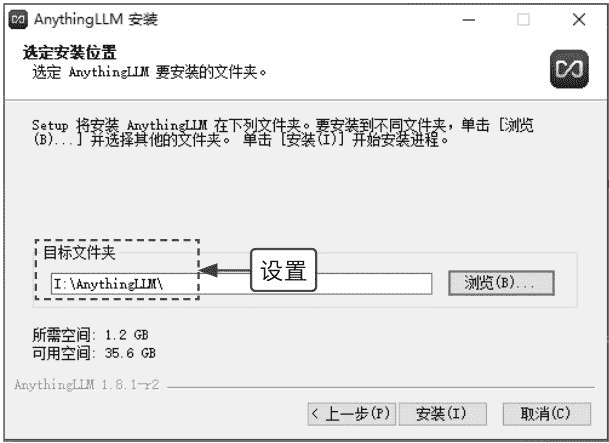 AnythingLLM 安装
选定安装位置
选定 AnythingLLM 要安装的文件夹。
Setup 将安装 AnythingLLM 在下列文件夹。要安装到不同文件夹，单击 [浏览
(B)...] 并选择其他的文件夹。 单击 [安装(I)] 开始安装进程。
目标文件夹
设置
I:\AnythingLLM\
浏览(B)...
所需空间: 1.2 GB
可用空间: 35.6 GB
AnythingLLM 1.8.1-r2
< 上一步(P)
安装(I)
取消(C)